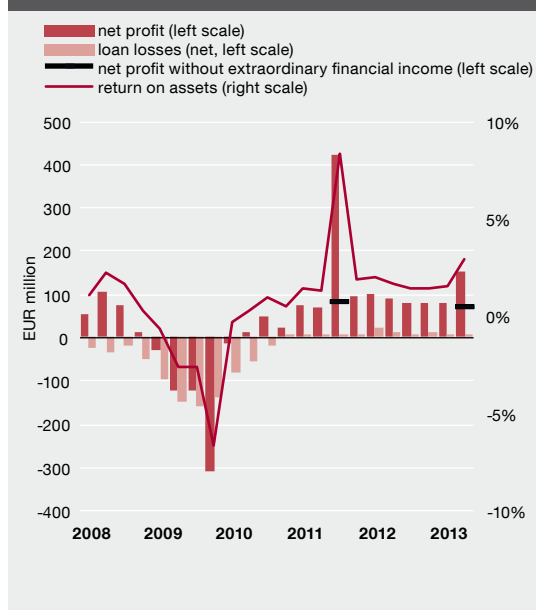 net profit (left scale)
loan losses (net, left scale)
net profit without extraordinary financial income (left scale)
return on assets (right scale)
EUR million
500
400
300
200
100
0
-100
-200
-300
-400
10%
5%
0%
-5%
-10%
2008 2009 2010 2011 2012 2013